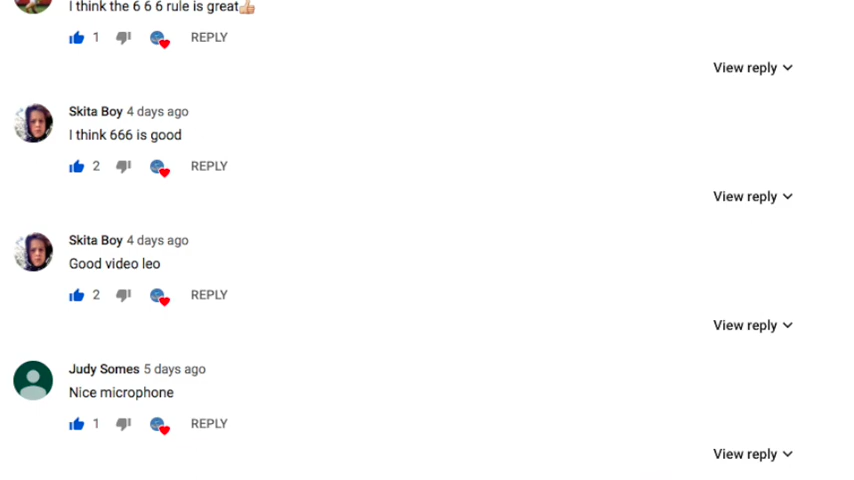 I think the 6 6 6 rule is great👍
1 REPLY
View reply
Skita Boy 4 days ago
I think 666 is good
2 REPLY
View reply
Skita Boy 4 days ago
Good video leo
2 REPLY
View reply
Judy Somes 5 days ago
Nice microphone
1 REPLY
View reply